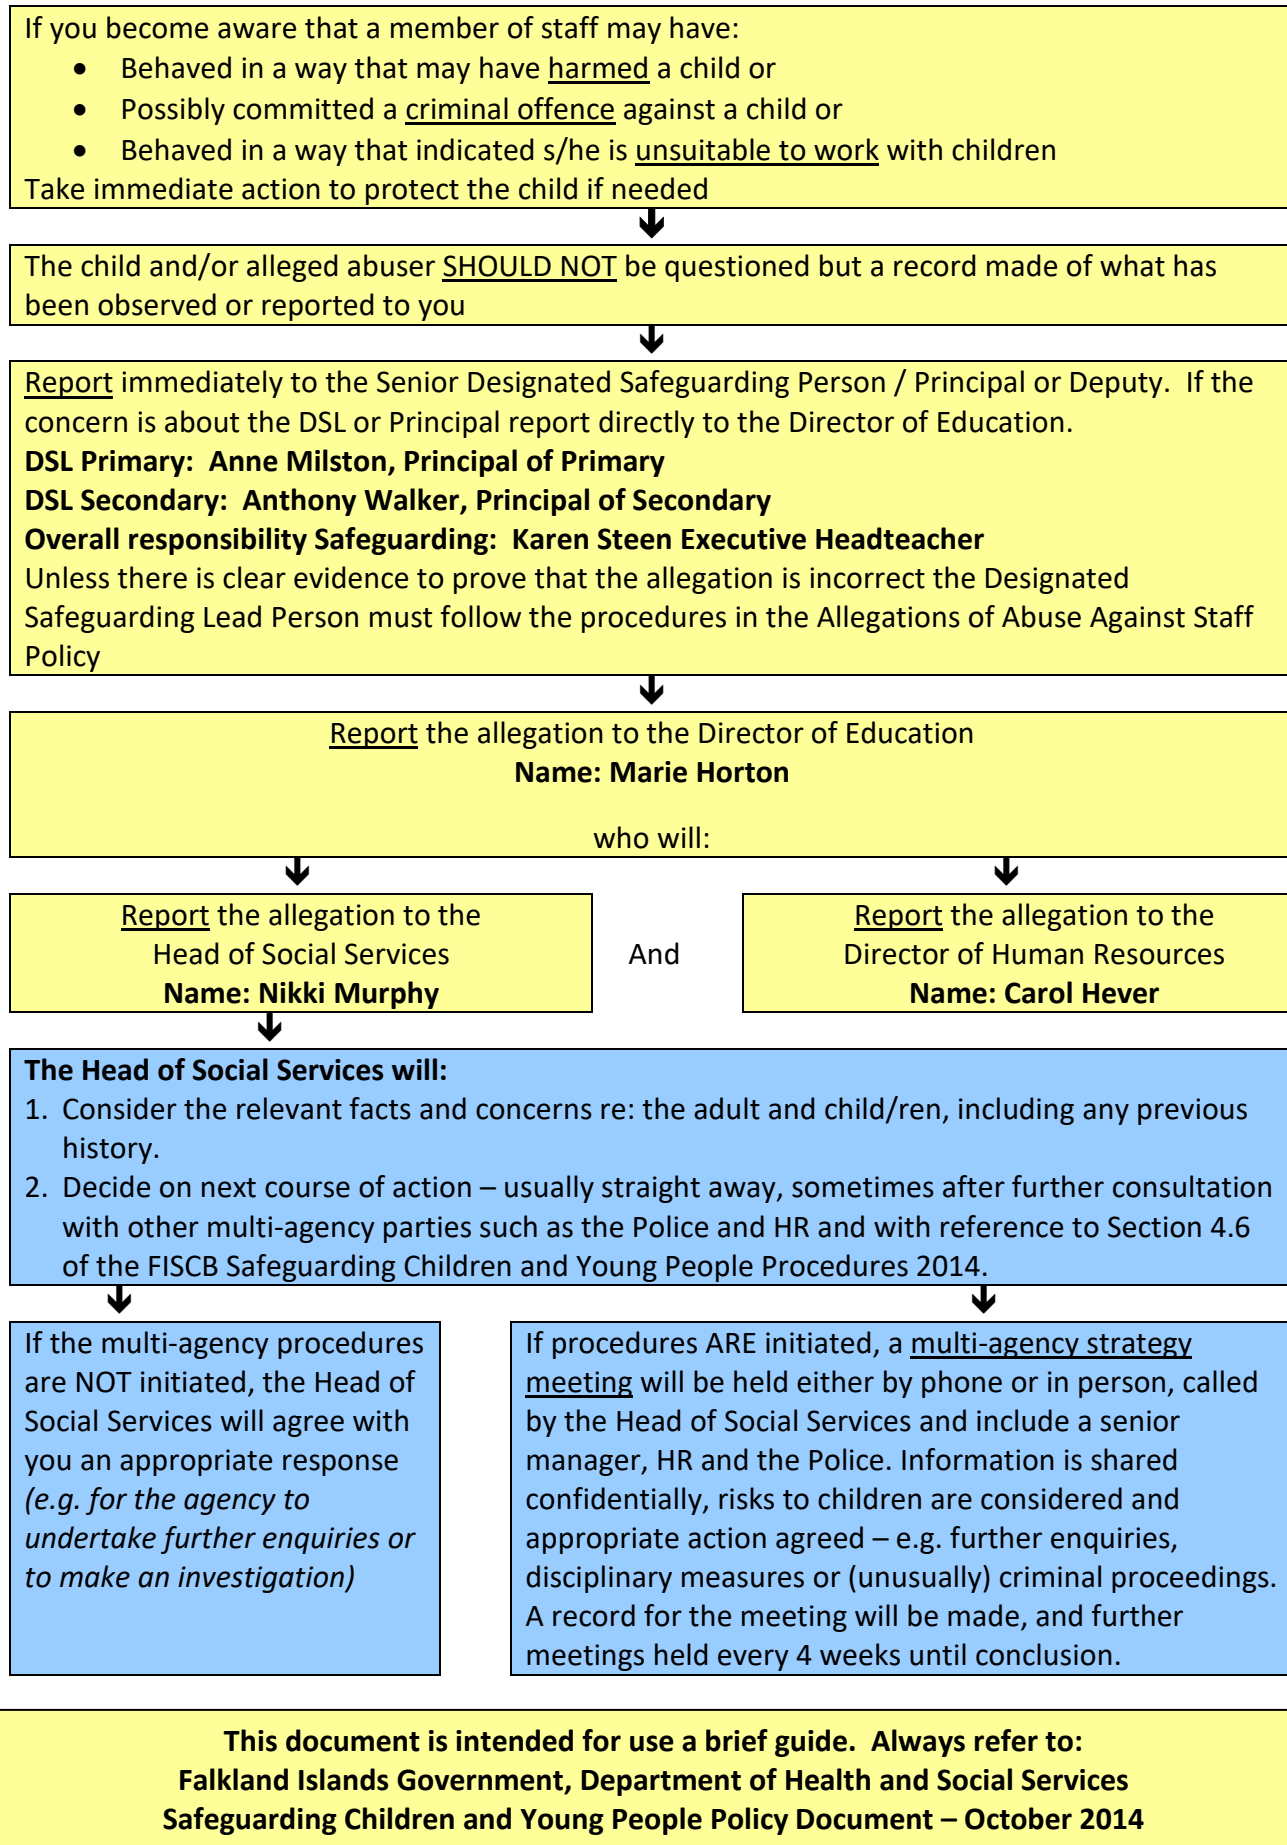 If you become aware that a member of staff may have:
• Behaved in a way that may have harmed a child or
• Possibly committed a criminal offence against a child or
• Behaved in a way that indicated s/he is unsuitable to work with children
Take immediate action to protect the child if needed
The child and/or alleged abuser SHOULD NOT be questioned but a record made of what has
been observed or reported to you
Report immediately to the Senior Designated Safeguarding Person / Principal or Deputy.  If the
concern is about the DSL or Principal report directly to the Director of Education.
DSL Primary:  Anne Milston, Principal of Primary
DSL Secondary:  Anthony Walker, Principal of Secondary
Overall responsibility Safeguarding:  Karen Steen Executive Headteacher
Unless there is clear evidence to prove that the allegation is incorrect the Designated
Safeguarding Lead Person must follow the procedures in the Allegations of Abuse Against Staff
Policy
Report the allegation to the Director of Education
Name: Marie Horton
who will:
Report the allegation to the
Head of Social Services
Name: Nikki Murphy
And
Report the allegation to the
Director of Human Resources
Name: Carol Hever
The Head of Social Services will:
1. Consider the relevant facts and concerns re: the adult and child/ren, including any previous
history.
2. Decide on next course of action – usually straight away, sometimes after further consultation
with other multi-agency parties such as the Police and HR and with reference to Section 4.6
of the FISCB Safeguarding Children and Young People Procedures 2014.
If the multi-agency procedures
are NOT initiated, the Head of
Social Services will agree with
you an appropriate response
(e.g. for the agency to
undertake further enquiries or
to make an investigation)
If procedures ARE initiated, a multi-agency strategy
meeting will be held either by phone or in person, called
by the Head of Social Services and include a senior
manager, HR and the Police. Information is shared
confidentially, risks to children are considered and
appropriate action agreed – e.g. further enquiries,
disciplinary measures or (unusually) criminal proceedings.
A record for the meeting will be made, and further
meetings held every 4 weeks until conclusion.
This document is intended for use a brief guide.  Always refer to:
Falkland Islands Government, Department of Health and Social Services
Safeguarding Children and Young People Policy Document – October 2014